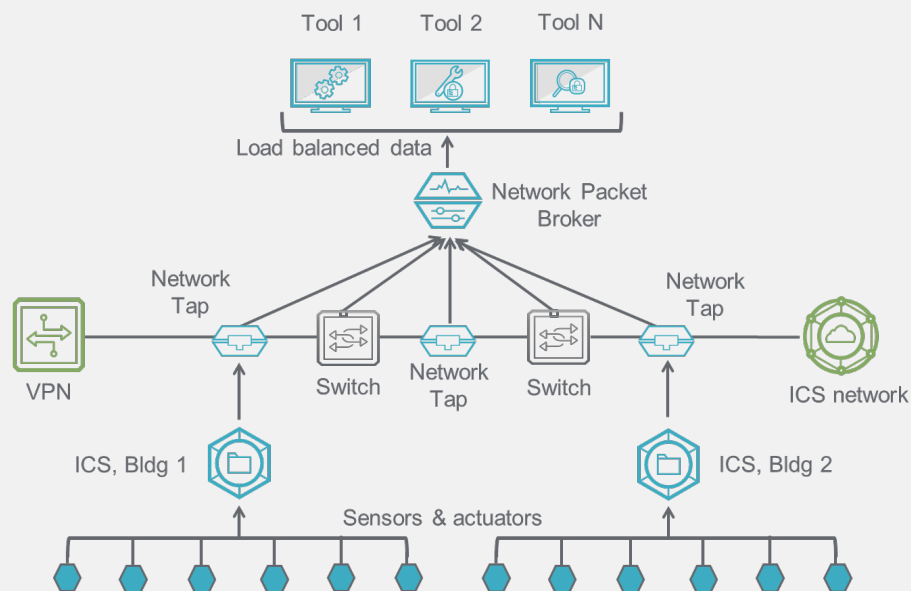 Tool 1
Tool 2
Tool N
Load balanced data
Network Packet
Broker
Network
Tap
Network
Tap
VPN
Switch
Network
Tap
Switch
ICS network
ICS, Bldg 1
ICS, Bldg 2
Sensors & actuators